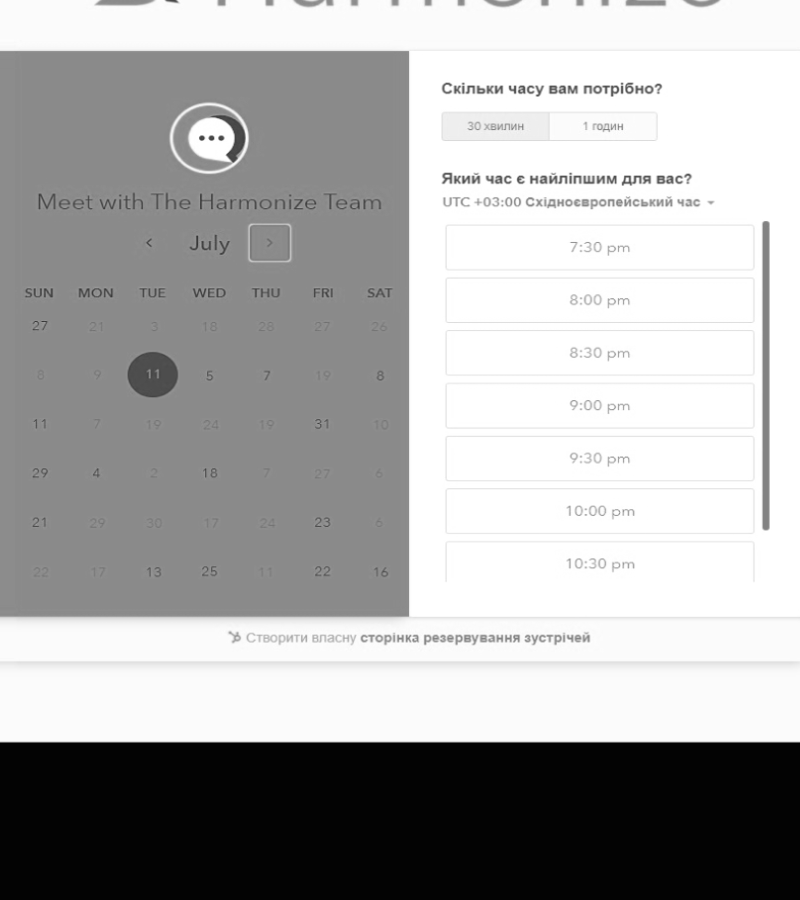 Harmonize
Meet with The Harmonize Team
< July >
SUN MON TUE WED THU FRI SAT
27 21 3 18 28 27 26
8 9 11 5 7 19 8
11 7 19 24 19 31 10
29 4 2 18 7 27 6
21 29 30 17 24 23 6
22 17 13 25 11 22 16
Скільки часу вам потрібно?
30 хвилин 1 годин
Який час є найліпшим для вас?
UTC +03:00 Східноєвропейський час
7:30 pm
8:00 pm
8:30 pm
9:00 pm
9:30 pm
10:00 pm
10:30 pm
Створити власну сторінка резервування зустрічей